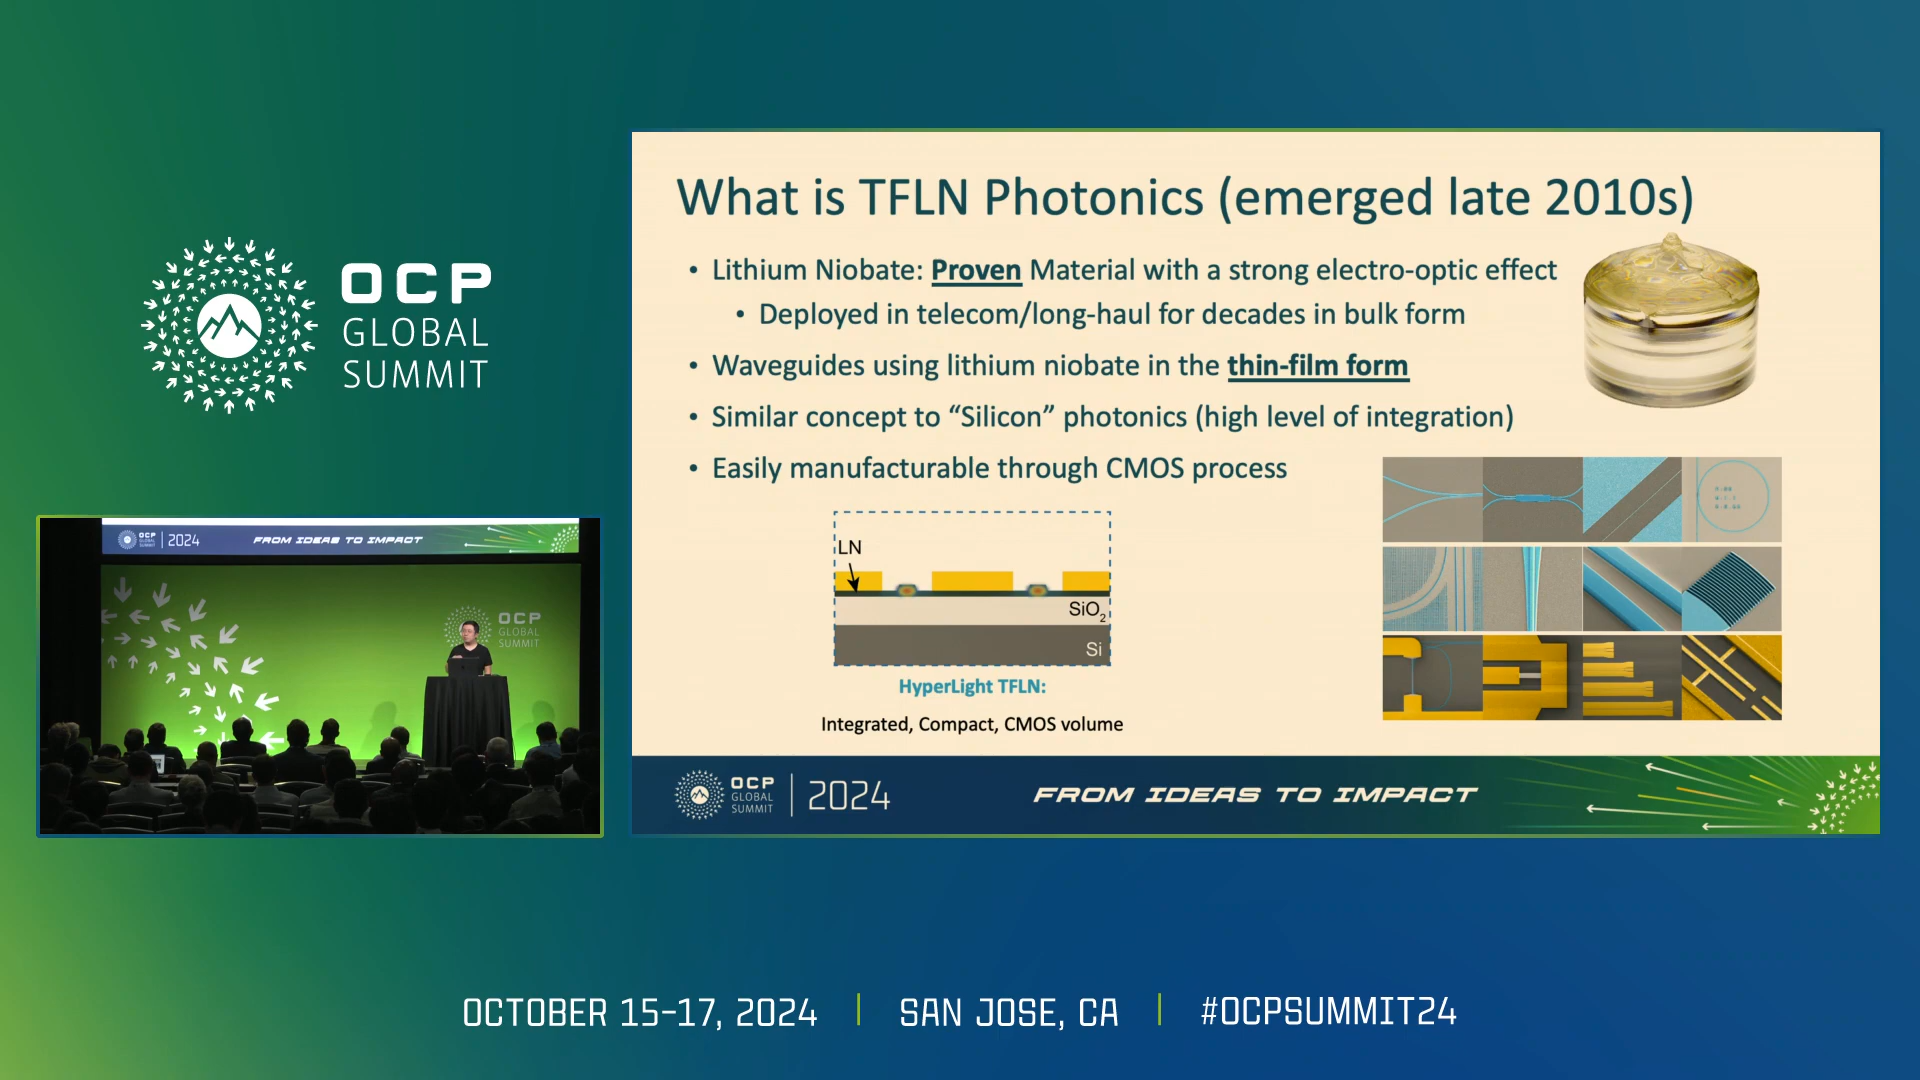 OCP
GLOBAL
SUMMIT
OCP
GLOBAL
SUMMIT
2024
FROM IDEAS TO IMPACT
OCP
GLOBAL
SUMMIT
What is TFLN Photonics (emerged late 2010s)
• Lithium Niobate: Proven Material with a strong electro-optic effect
• Deployed in telecom/long-haul for decades in bulk form
• Waveguides using lithium niobate in the thin-film form
• Similar concept to “Silicon” photonics (high level of integration)
• Easily manufacturable through CMOS process
LN
SiO2
Si
HyperLight TFLN:
Integrated, Compact, CMOS volume
OCP
GLOBAL
SUMMIT
2024
FROM IDEAS TO IMPACT
OCTOBER 15-17, 2024 | SAN JOSE, CA | #OCPSUMMIT24